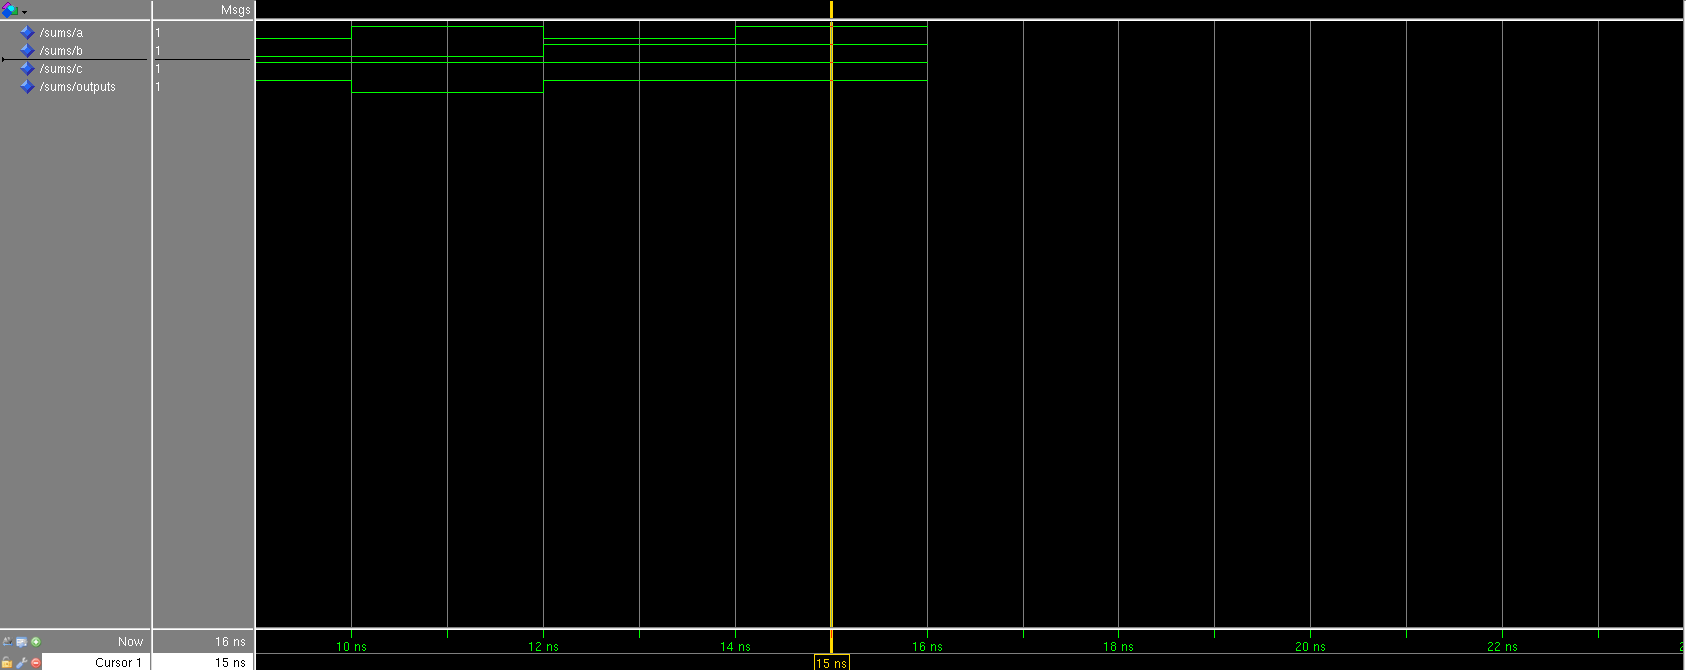 Msgs
/sums/a 1
/sums/b 1
/sums/c 1
/sums/outputs 1
Now 16 ns 10 ns 12 ns 14 ns 16 ns 18 ns 20 ns 22 ns
Cursor 1 15 ns 15 ns